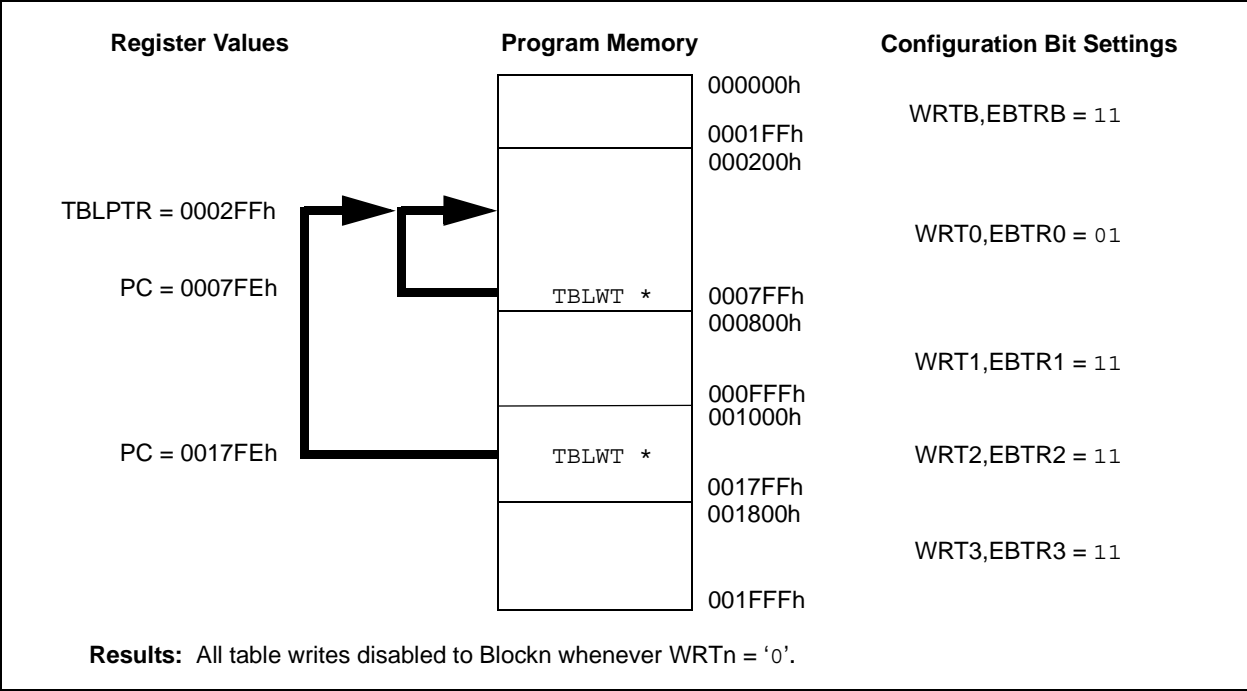 Register Values Program Memory Configuration Bit Settings
000000h
WRTB,EBTRB = 11
0001FFh
000200h
TBLPTR = 0002FFh
WRT0,EBTR0 = 01
PC = 0007FEh TBLWT * 0007FFh
000800h
WRT1,EBTR1 = 11
000FFFh
001000h
PC = 0017FEh TBLWT * WRT2,EBTR2 = 11
0017FFh
001800h
WRT3,EBTR3 = 11
001FFFh
Results: All table writes disabled to Blockn whenever WRTn = ‘0’.